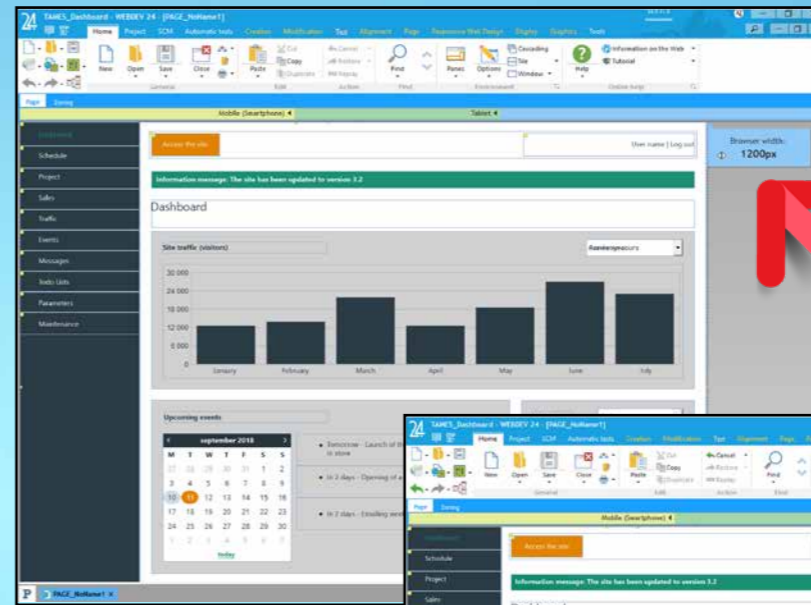 24 TAMES_Dashboard - WEBDEV 24 - [PAGE_NoName1]
Home Project SCM Automatic tests Creation Modification Text Alignment Page Responsive Web Design Display Graphics Tools
New Open Save Close Paste Cut Copy Duplicate Cancel Restore Replay Find Panes Options Cascading Tile Window Help Information on the Web Tutorial
General Edit Action Find Environment Online help
Page Zoning
Mobile (Smartphone) Tablet
Browser width:
1200px
Dashboard
Schedule
Project
Sales
Traffic
Events
Messages
Todo Lists
Parameters
Maintenance
Access the site
User name | Log out
Information message: The site has been updated to version 3.2
Dashboard
Site traffic (visitors)
30 000
24 000
18 000
12 000
6 000
0
January February March April May June July
Upcoming events
september 2018
M T W T F S S
27 28 29 30 31 1 2
3 4 5 6 7 8 9
10 11 12 13 14 15 16
17 18 19 20 21 22 23
24 25 26 27 28 29 30
1 2 3 4 5 6 7
today
Tomorrow - Launch of th
in store
In 2 days - Opening of a
In 7 days - Emailing wee
PAGE_NoName1 x
24 TAMES_Dashboard - WEBDEV 24 - [PAGE_NoName1]
Home Project SCM Automatic tests Creation Modification Text Alignment Page
New Open Save Close Paste Cut Copy Duplicate Cancel Restore Replay Find
General Edit Action Find
Page Zoning
Mobile (Smartphone)
Dashboard
Schedule
Project
Sales
Access the site
Information message: The site has been updated to version 3.2